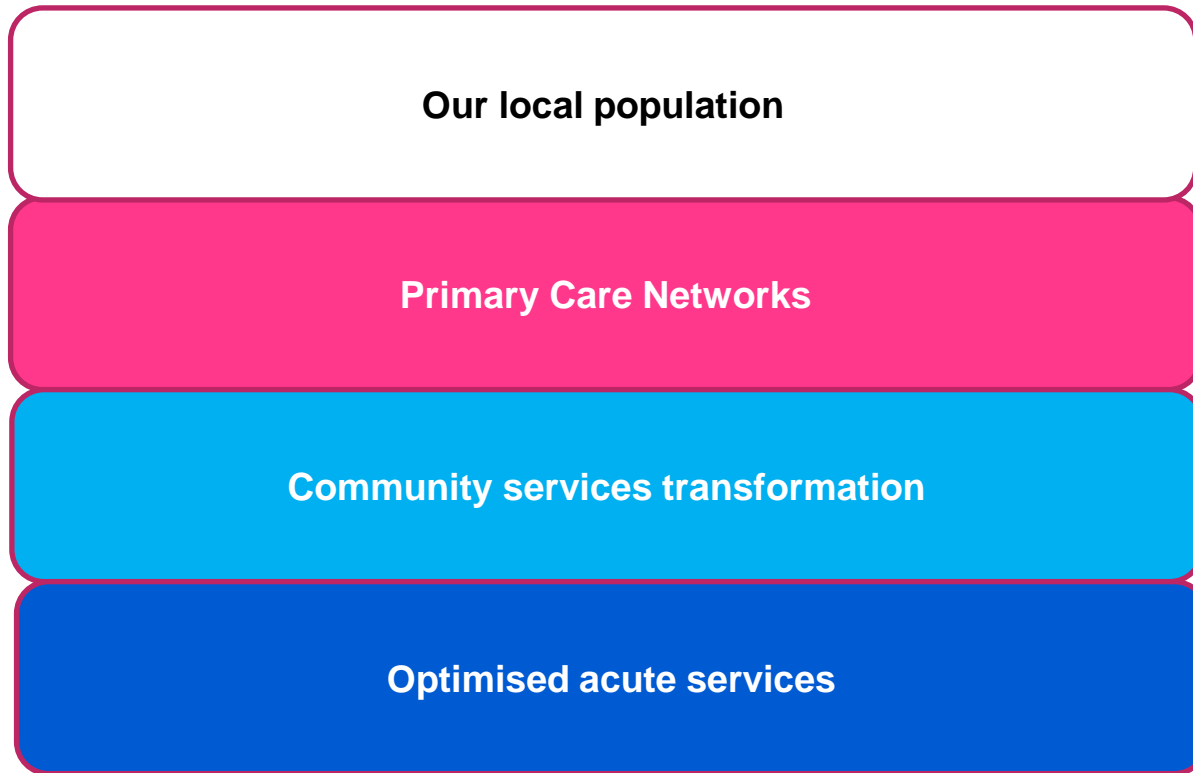 Our local population
Primary Care Networks
Community services transformation
Optimised acute services